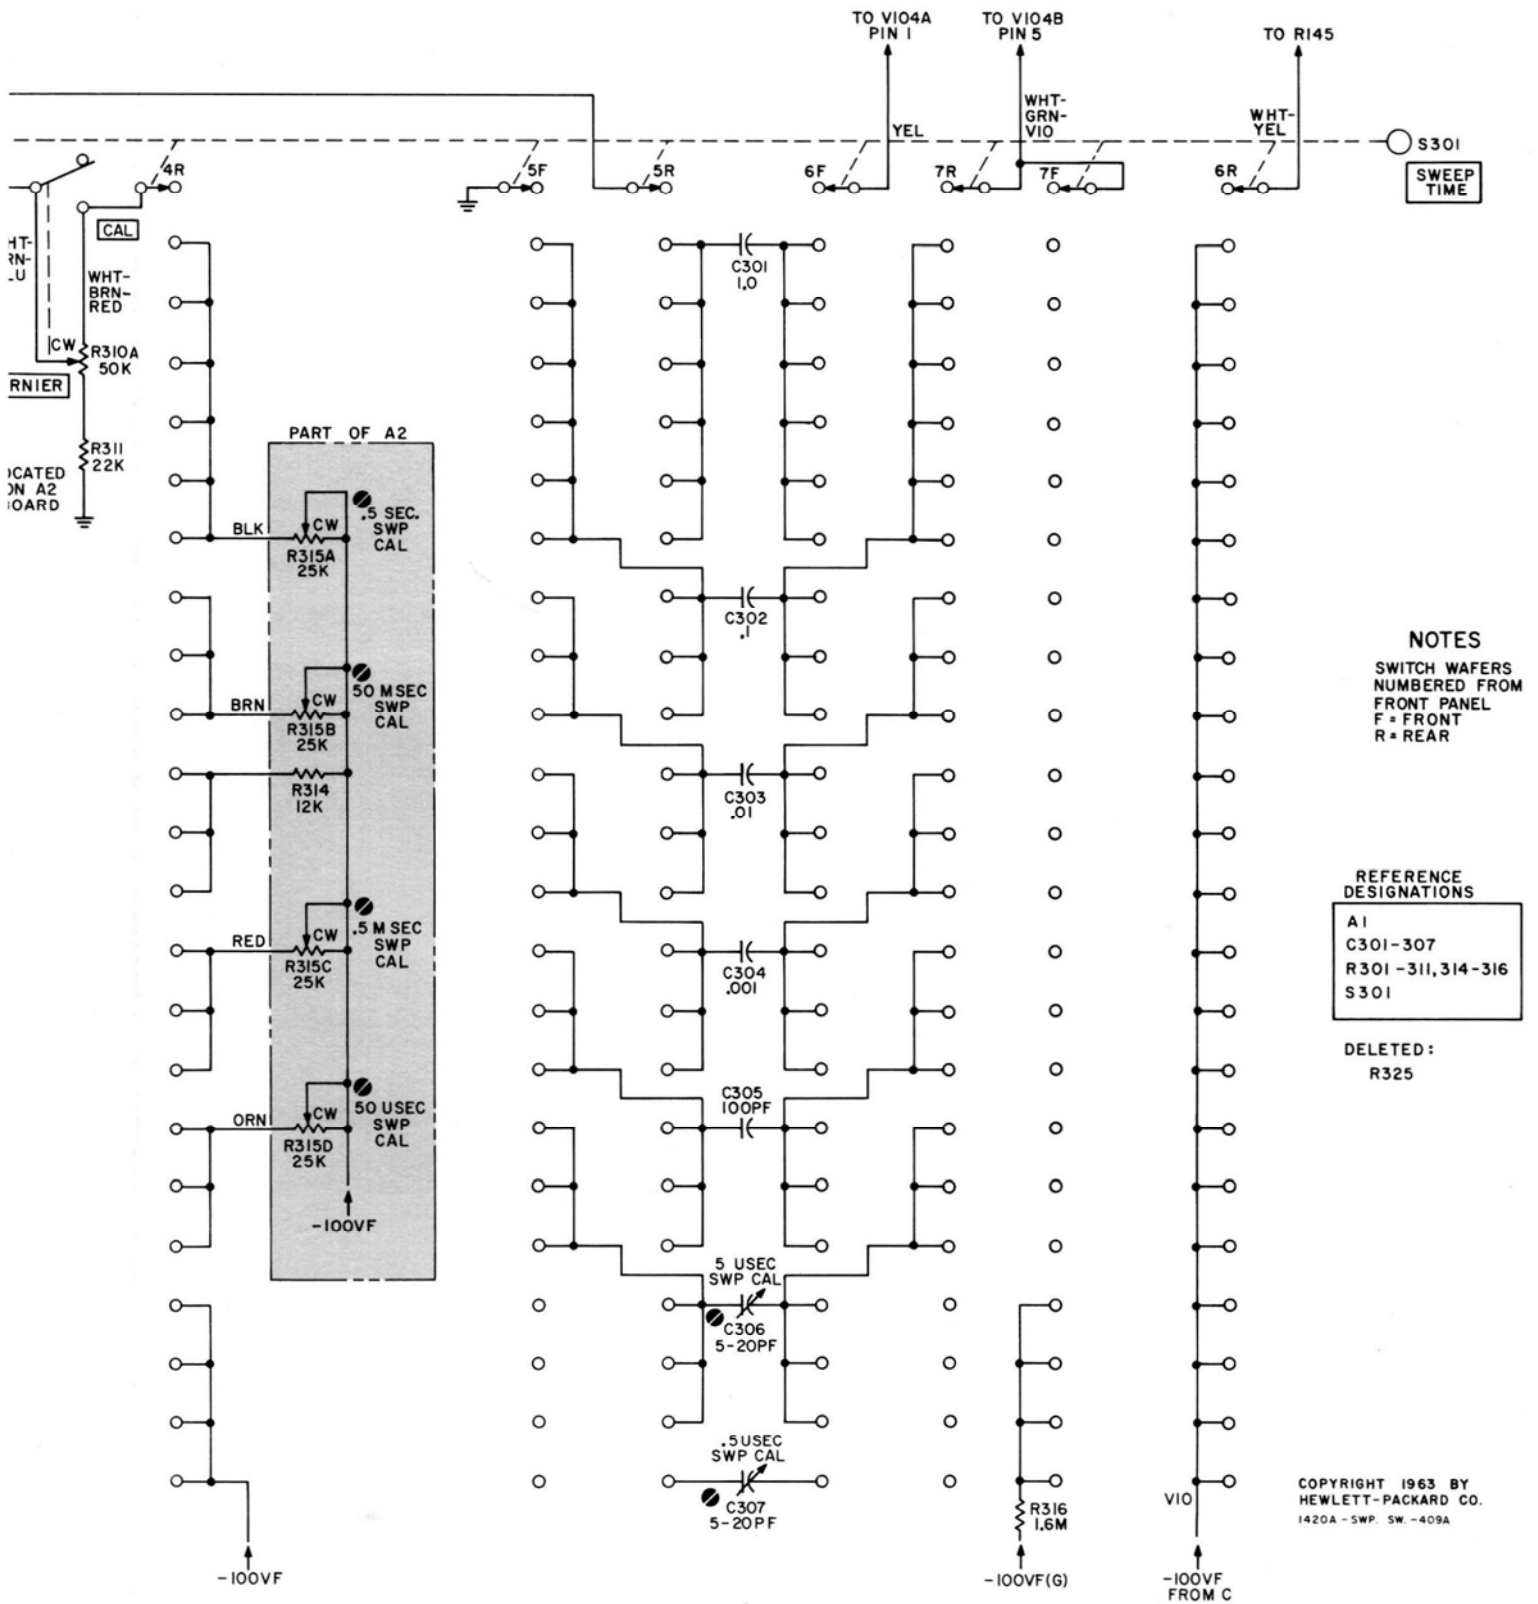 TO V104A
PIN 1
TO V104B
PIN 5
TO R145
YEL
WHT-
GRN-
VIO
WHT-
YEL
S301
SWEEP
TIME
4R
5F
5R
6F
7R
7F
6R
CAL
WHT-
BRN-
RED
CW
R310A
50K
R311
22K
PART OF A2
.5 SEC.
SWP
CAL
BLK
CW
R315A
25K
50 MSEC
SWP
CAL
BRN
CW
R315B
25K
R314
12K
.5 M SEC
SWP
CAL
RED
CW
R315C
25K
50 USEC
SWP
CAL
ORN
CW
R315D
25K
-100VF
-100VF
C301
1.0
C302
.1
C303
.01
C304
.001
C305
100PF
5 USEC
SWP CAL
C306
5-20PF
.5USEC
SWP CAL
C307
5-20PF
R316
1.6M
-100VF(G)
VIO
-100VF
FROM C
NOTES
SWITCH WAFERS
NUMBERED FROM
FRONT PANEL
F = FRONT
R = REAR
REFERENCE
DESIGNATIONS
A1
C301-307
R301-311,314-316
S301
DELETED:
R325
COPYRIGHT 1963 BY
HEWLETT-PACKARD CO.
1420A-SWP. SW.-409A